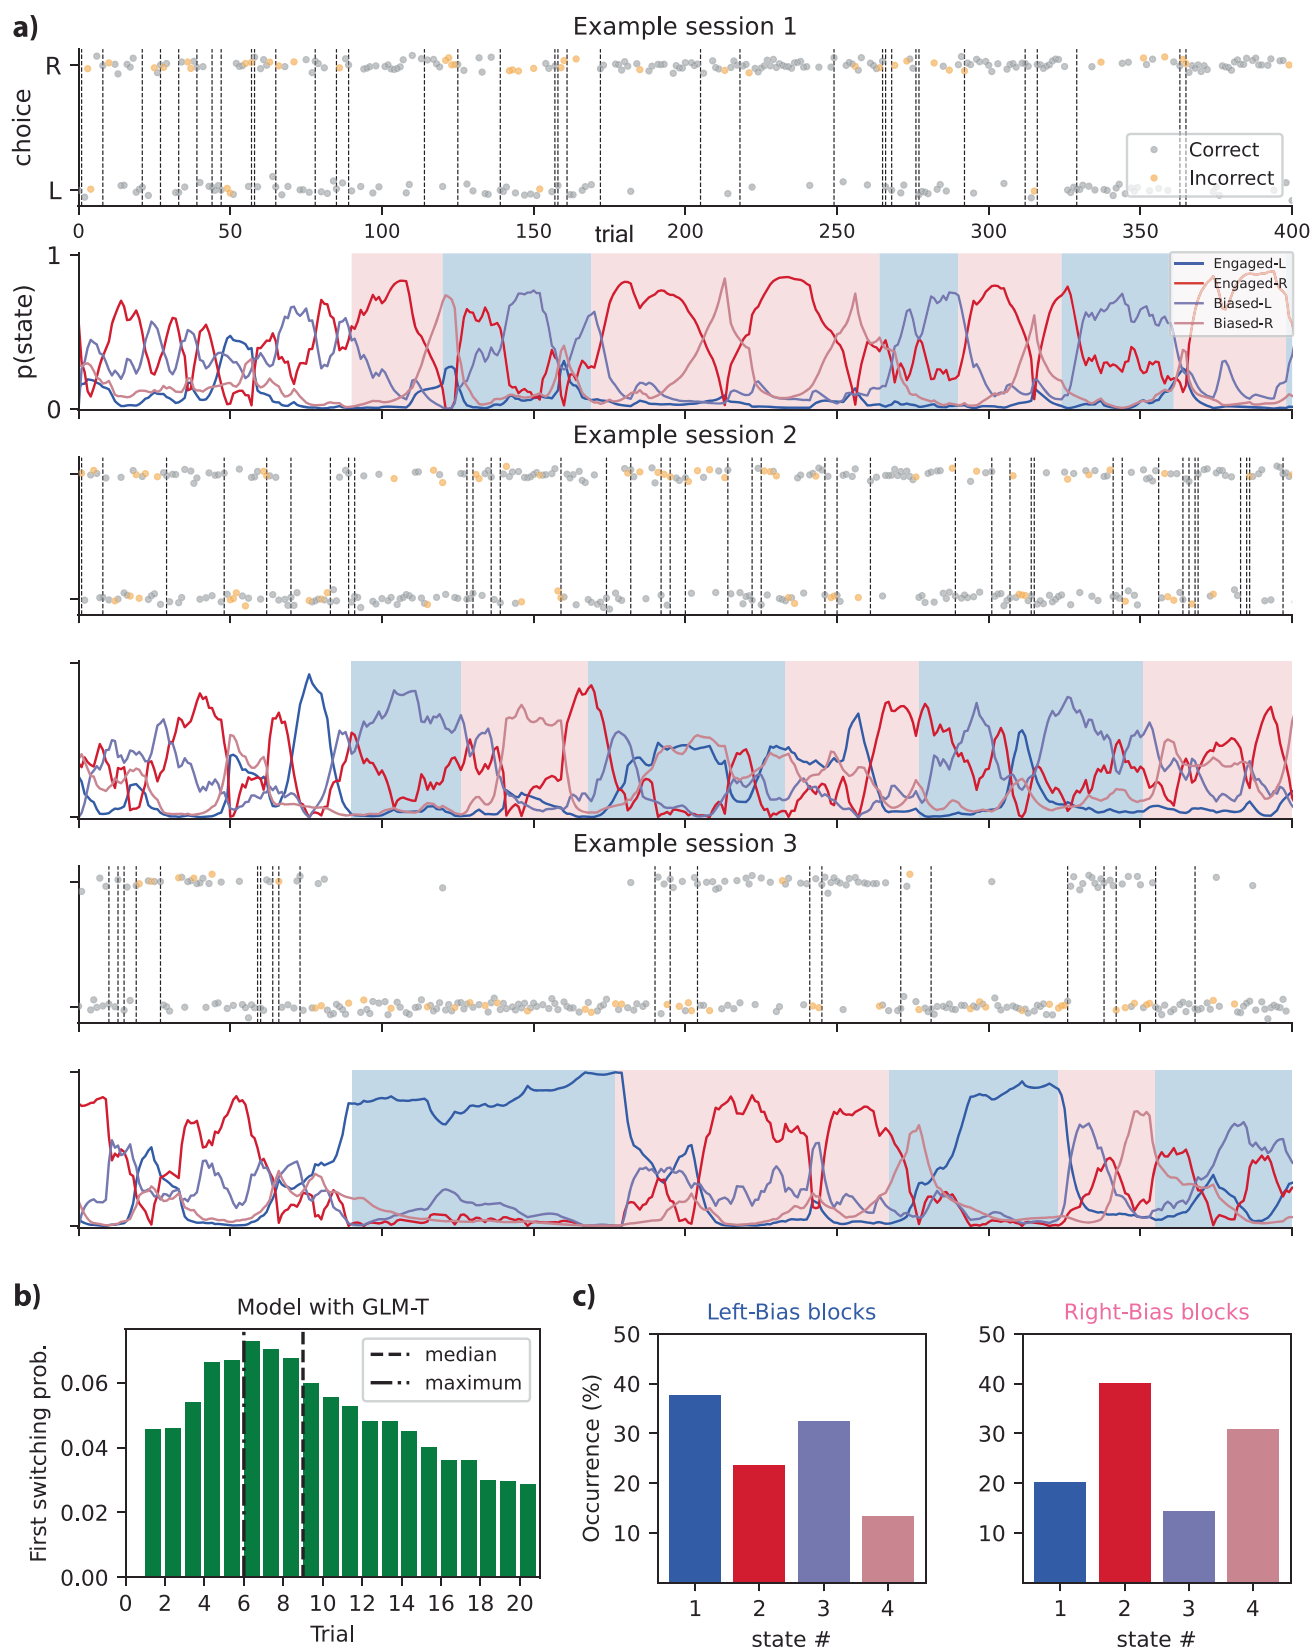 a)
Example session 1
R
choice
L
Correct
Incorrect
0 50 100 150 200 250 300 350 400
trial
1
p(state)
0
Engaged-L
Engaged-R
Biased-L
Biased-R
Example session 2
Example session 3
b)
Model with GLM-T
median
maximum
First switching prob.
0.06
0.04
0.02
0.00
0 2 4 6 8 10 12 14 16 18 20
Trial
c)
Left-Bias blocks
Occurrence (%)
50
40
30
20
10
1 2 3 4
state #
Right-Bias blocks
50
40
30
20
10
1 2 3 4
state #